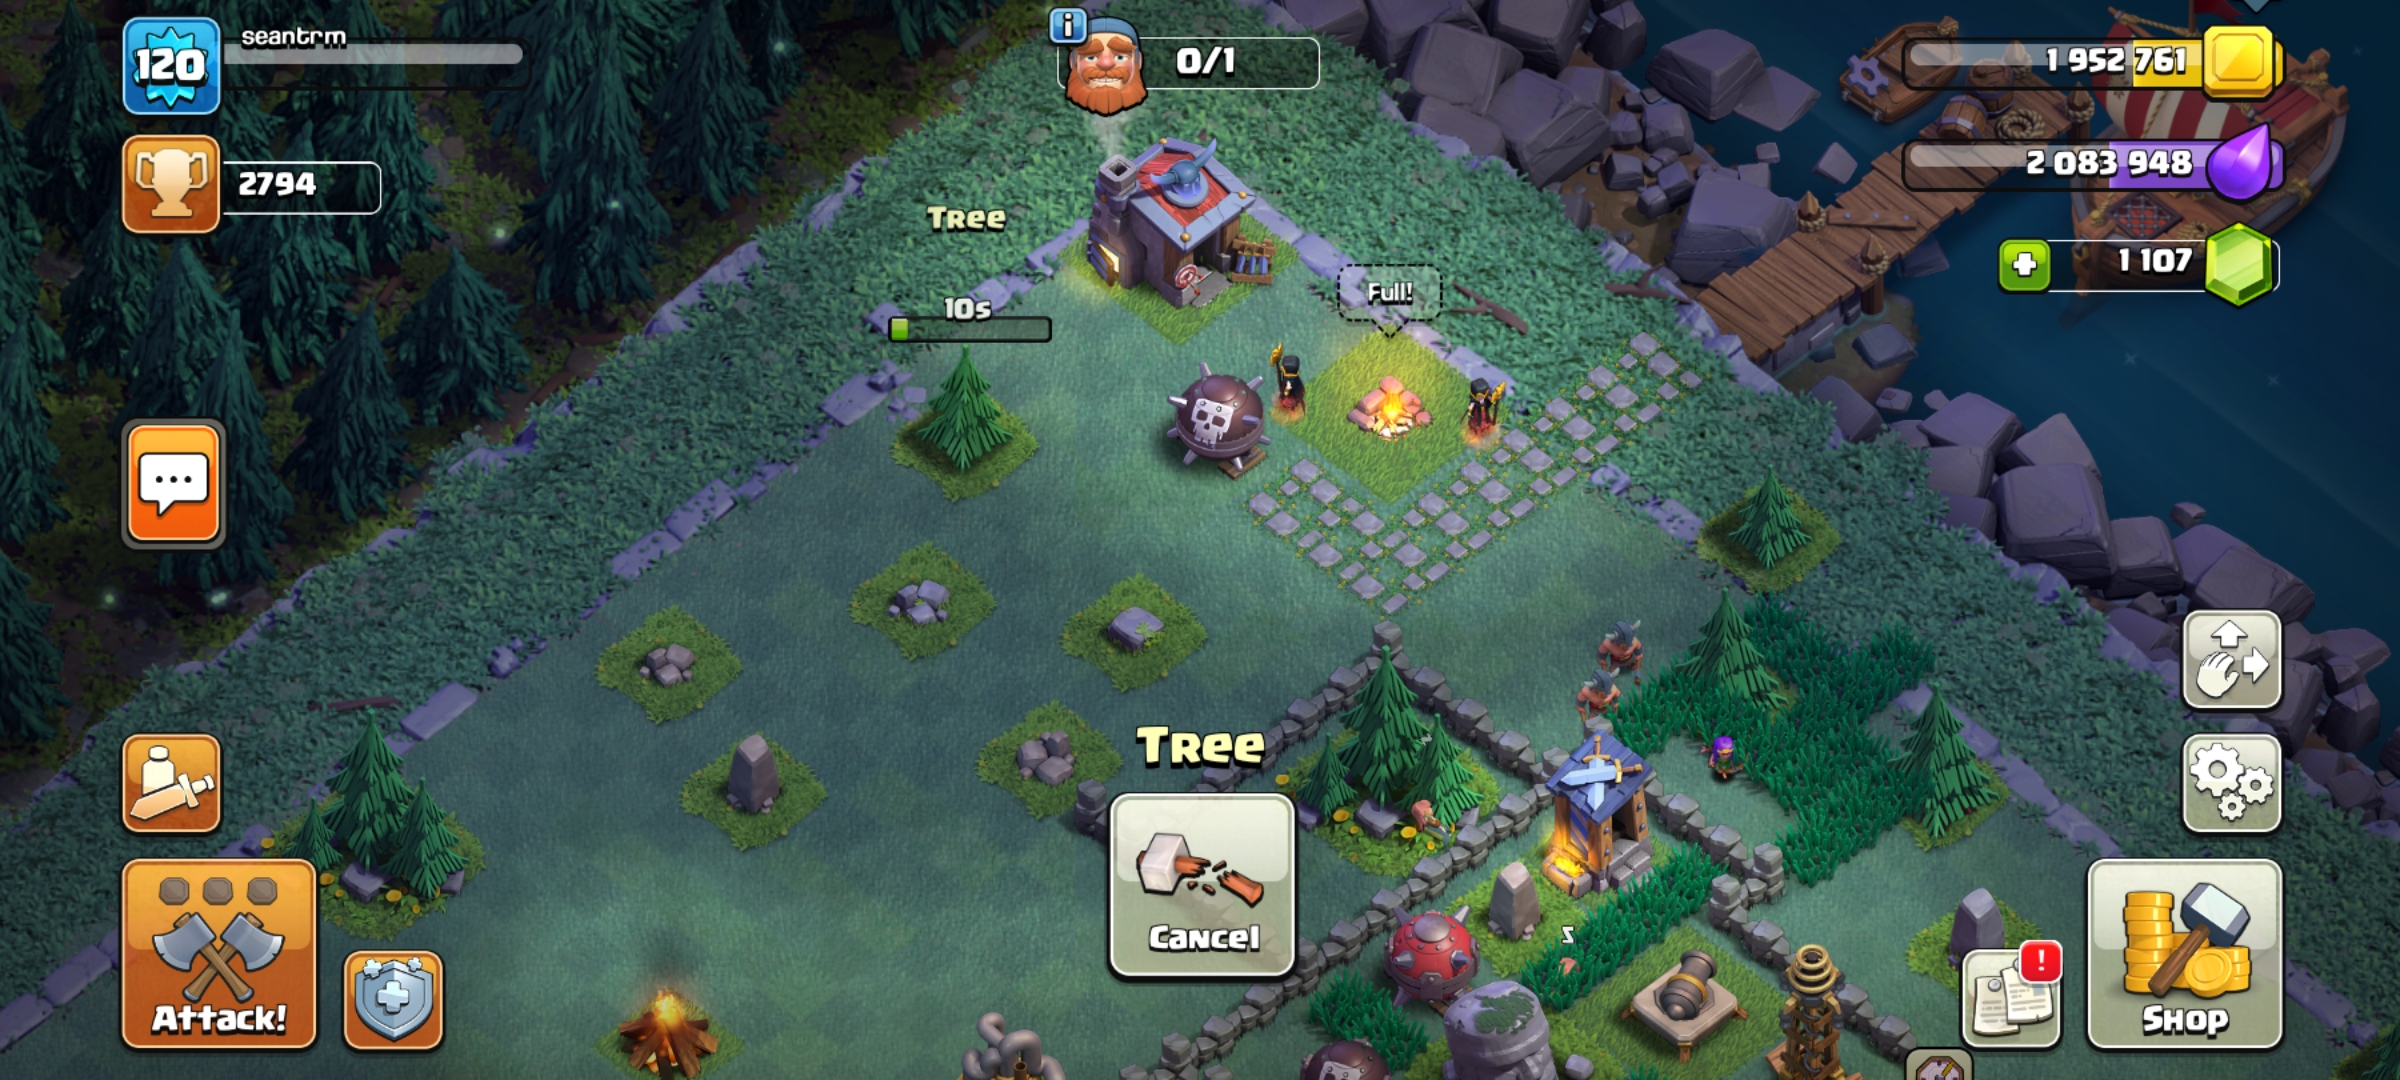 120
seantrm
0/1
1 952 761
2794
2 083 948
Tree
1 107
Full!
10s
Tree
Cancel
Attack!
!
Shop